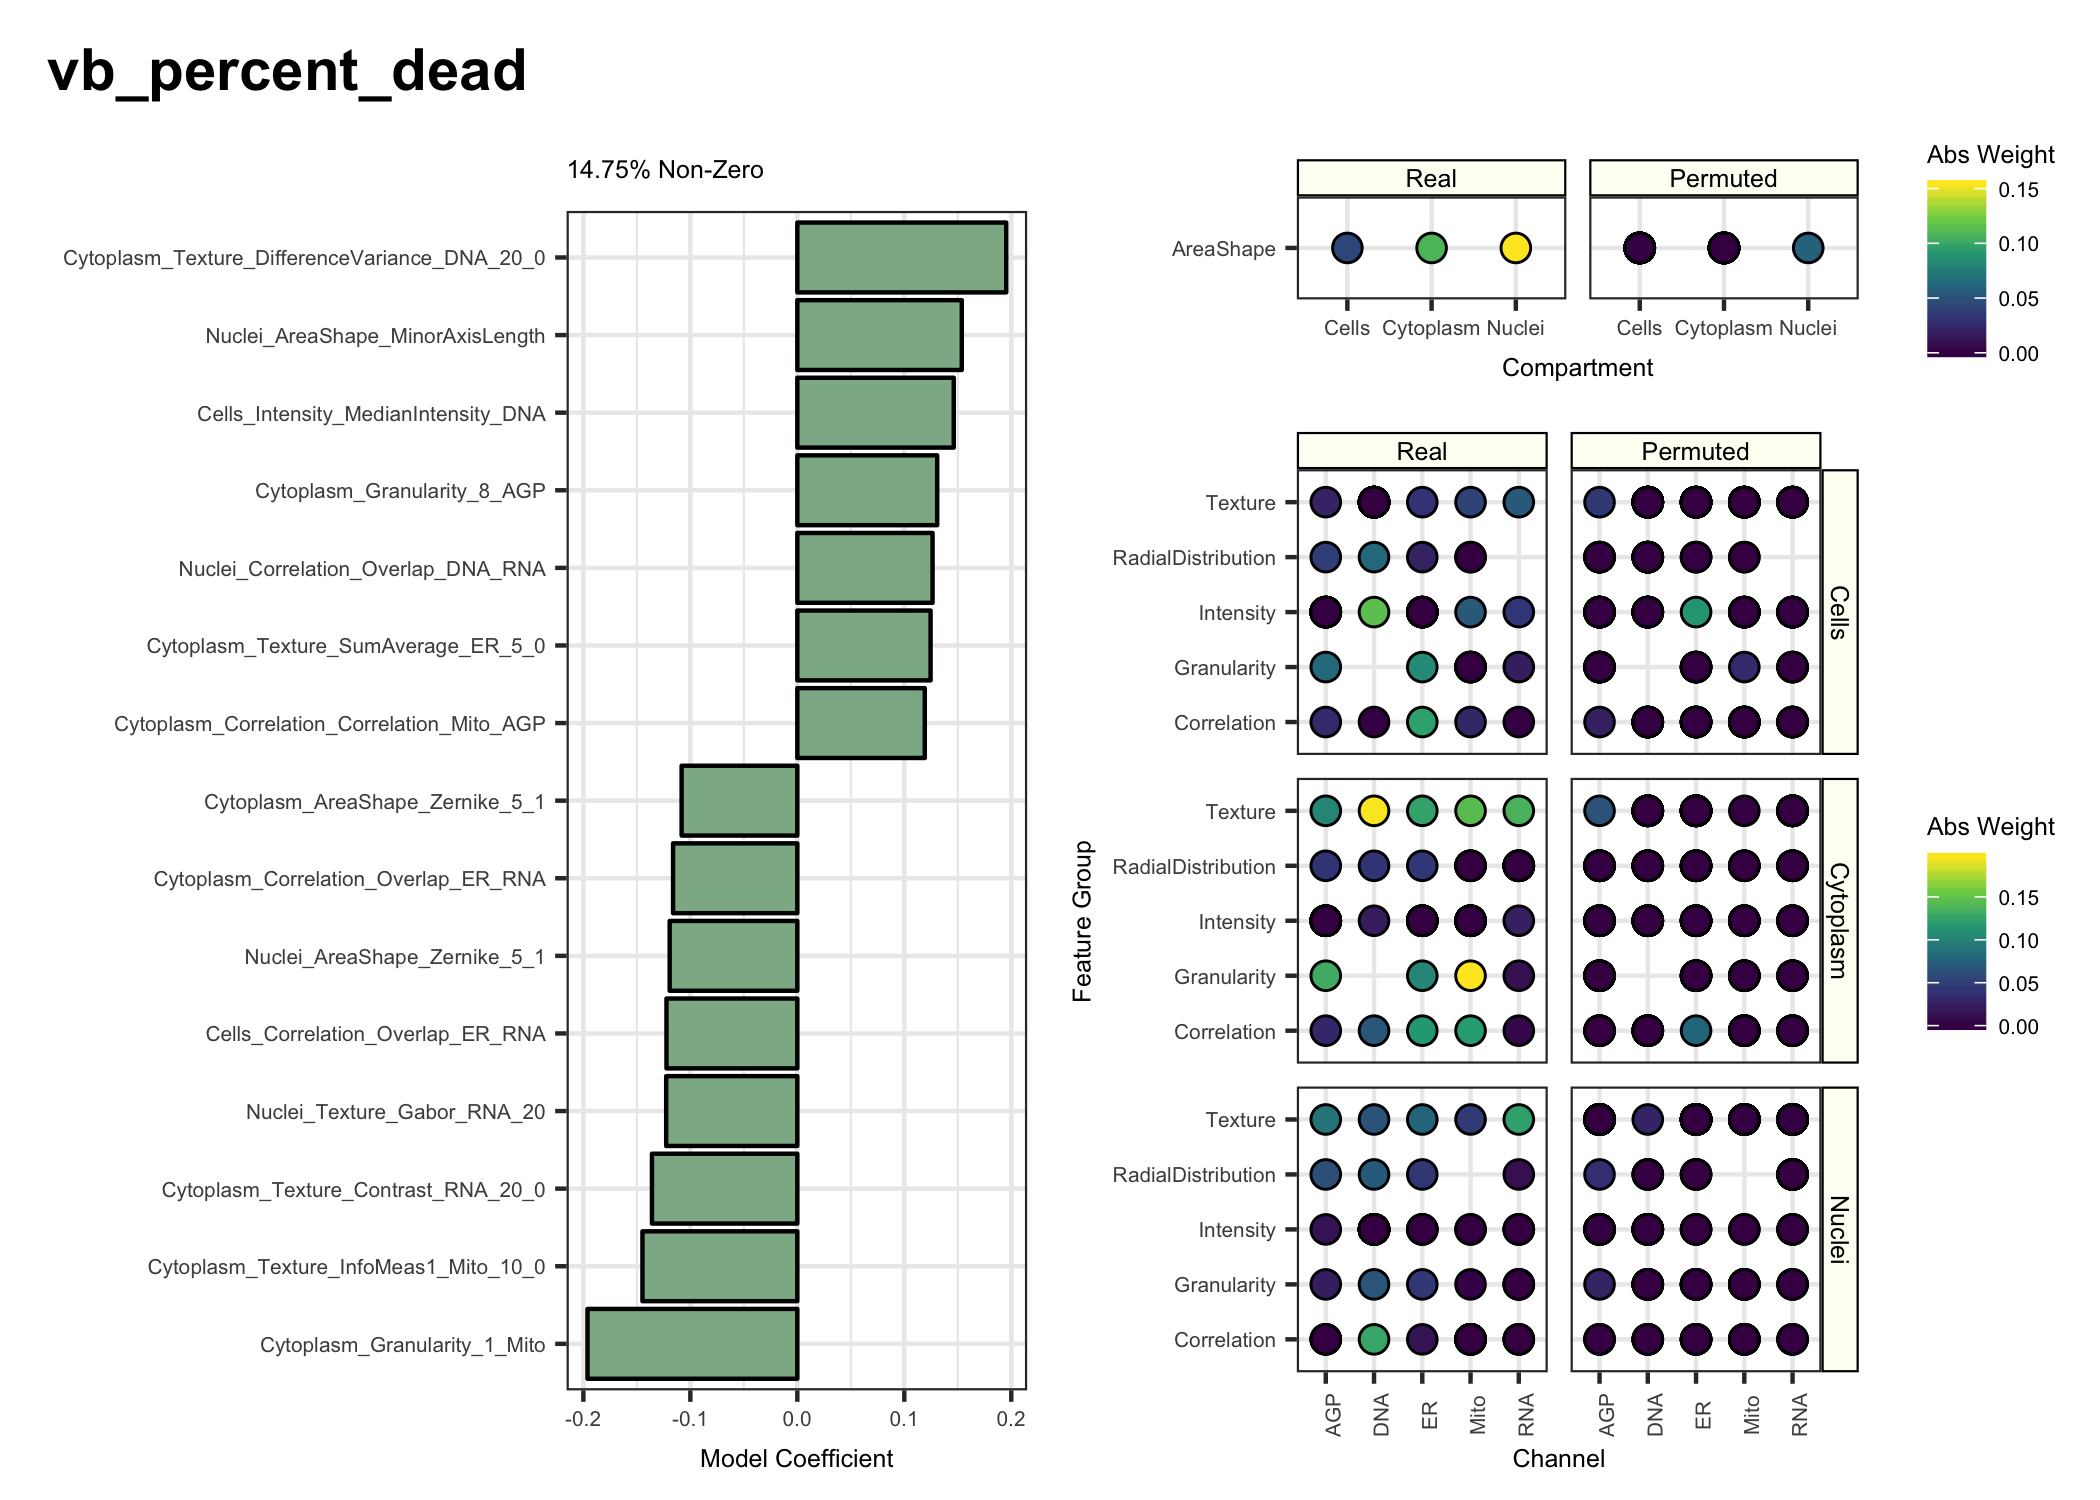 vb_percent_dead
14.75% Non-Zero
Cytoplasm_Texture_DifferenceVariance_DNA_20_0
Nuclei_AreaShape_MinorAxisLength
Cells_Intensity_MedianIntensity_DNA
Cytoplasm_Granularity_8_AGP
Nuclei_Correlation_Overlap_DNA_RNA
Cytoplasm_Texture_SumAverage_ER_5_0
Cytoplasm_Correlation_Correlation_Mito_AGP
Cytoplasm_AreaShape_Zernike_5_1
Cytoplasm_Correlation_Overlap_ER_RNA
Nuclei_AreaShape_Zernike_5_1
Cells_Correlation_Overlap_ER_RNA
Nuclei_Texture_Gabor_RNA_20
Cytoplasm_Texture_Contrast_RNA_20_0
Cytoplasm_Texture_InfoMeas1_Mito_10_0
Cytoplasm_Granularity_1_Mito
-0.2 -0.1 0.0 0.1 0.2
Model Coefficient
Real Permuted
AreaShape
Cells Cytoplasm Nuclei Cells Cytoplasm Nuclei
Compartment
Abs Weight
0.15
0.10
0.05
0.00
Feature Group
Real Permuted
Texture
RadialDistribution
Intensity
Granularity
Correlation
Cells
Texture
RadialDistribution
Intensity
Granularity
Correlation
Cytoplasm
Texture
RadialDistribution
Intensity
Granularity
Correlation
Nuclei
AGP DNA ER Mito RNA AGP DNA ER Mito RNA
Channel
Abs Weight
0.15
0.10
0.05
0.00